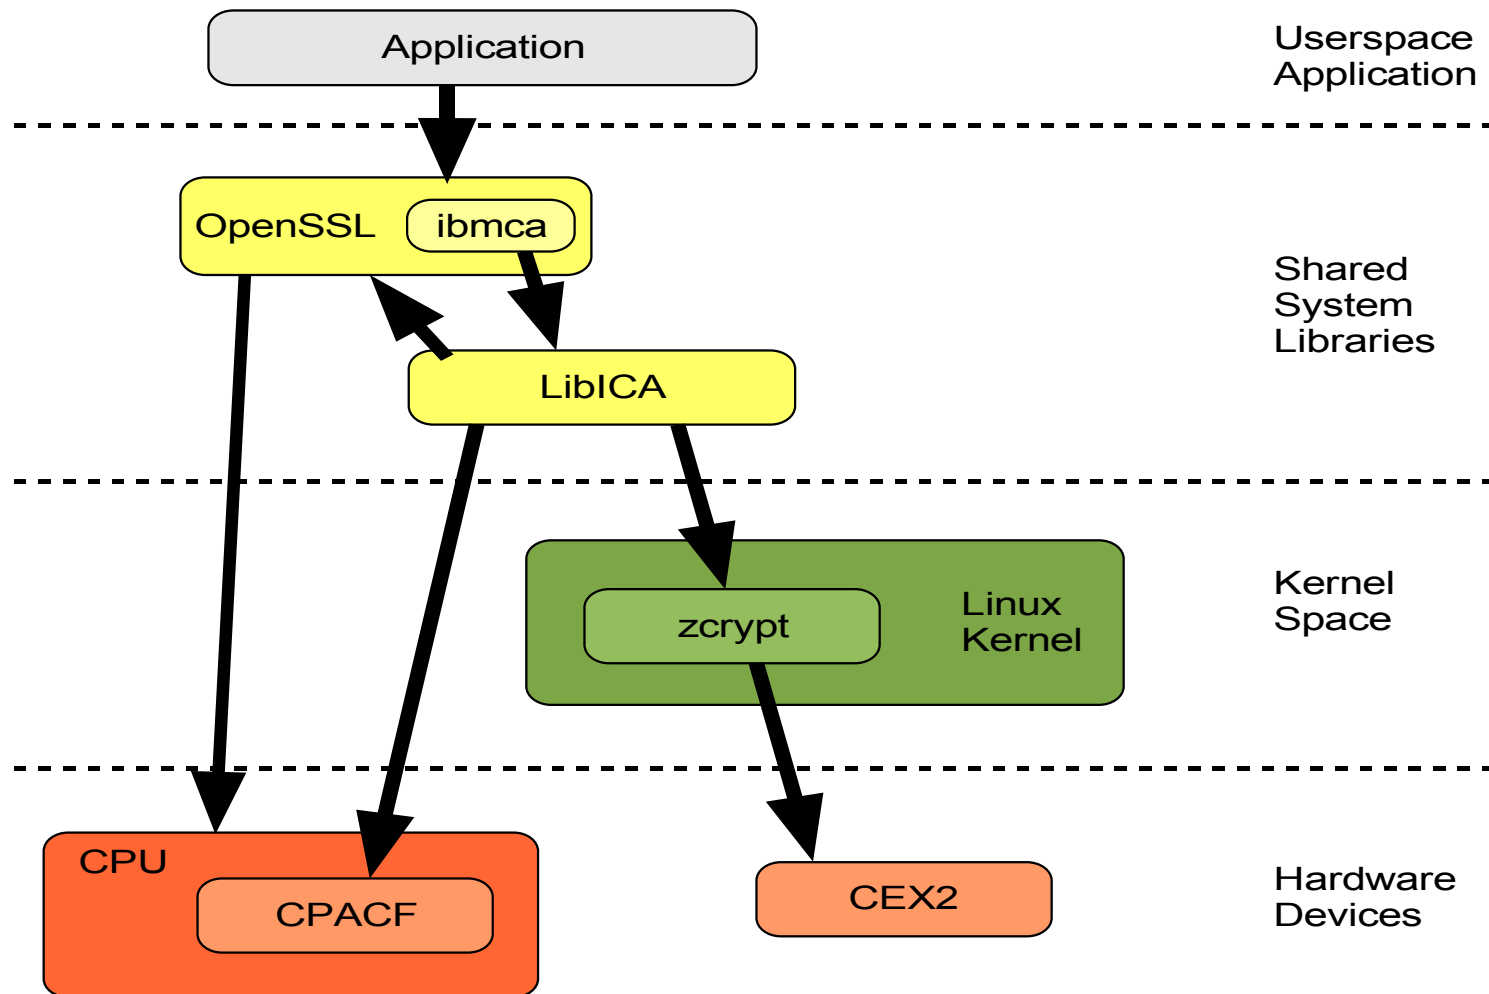 Application
Userspace
Application
OpenSSL
ibmca
Shared
System
Libraries
LibICA
zcrypt
Linux
Kernel
Kernel
Space
CPU
CPACF
CEX2
Hardware
Devices